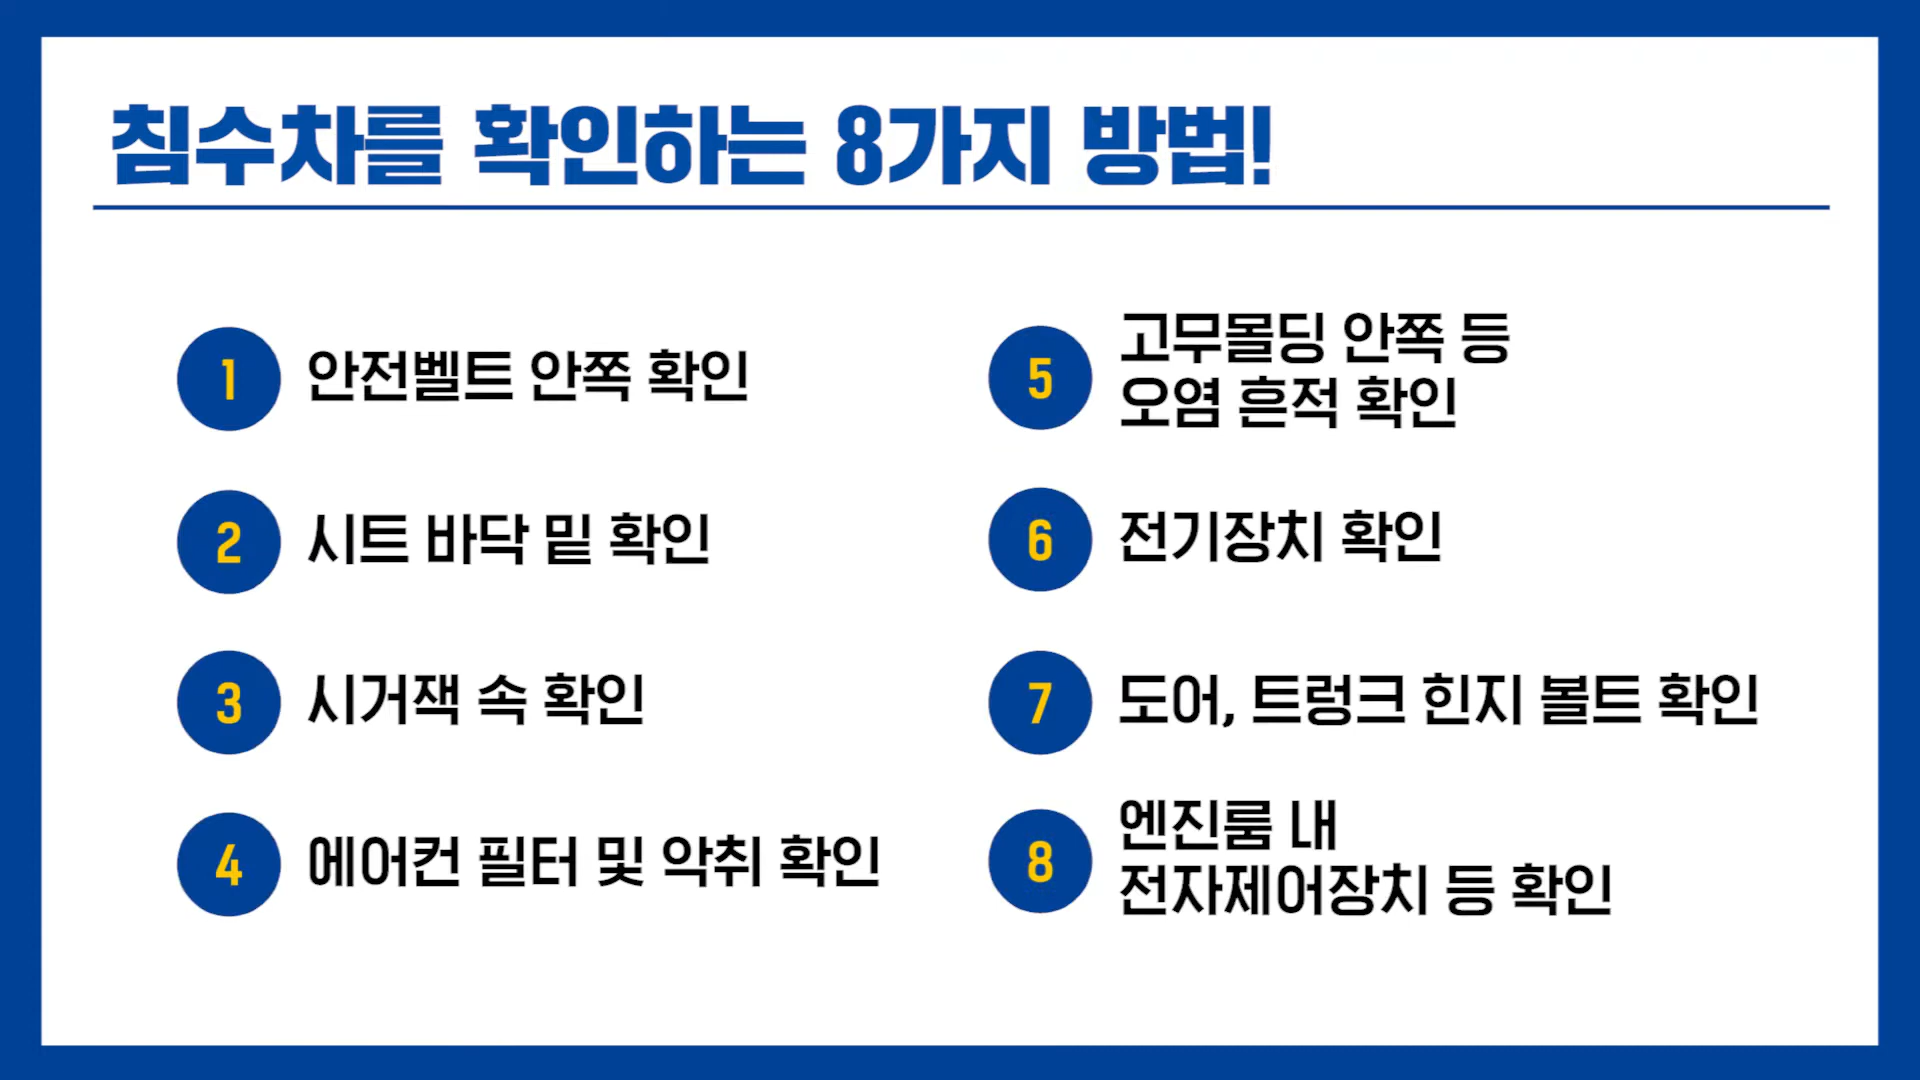 침수차를 확인하는 8가지 방법!
1 안전벨트 안쪽 확인
2 시트 바닥 밑 확인
3 시거잭 속 확인
4 에어컨 필터 및 악취 확인
5 고무몰딩 안쪽 등
오염 흔적 확인
6 전기장치 확인
7 도어, 트렁크 힌지 볼트 확인
8 엔진룸 내
전자제어장치 등 확인